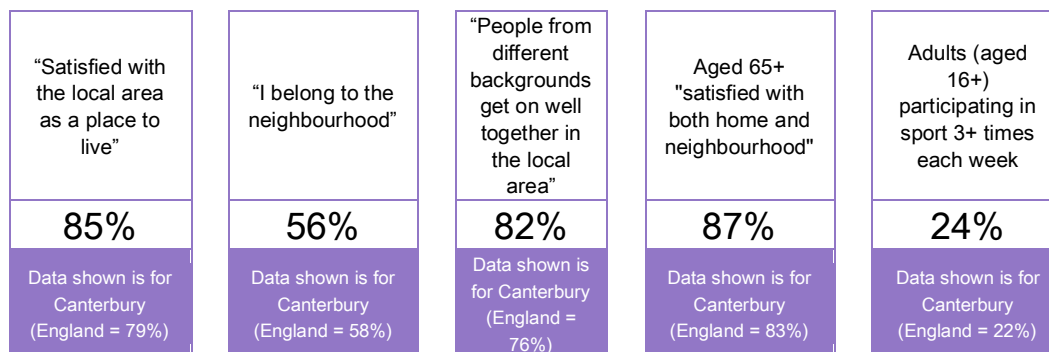 “Satisfied with
the local area
as a place to
live”
85%
Data shown is for
Canterbury
(England = 79%)
“I belong to the
neighbourhood”
56%
Data shown is for
Canterbury
(England = 58%)
“People from
different
backgrounds
get on well
together in
the local
area”
82%
Data shown is
for Canterbury
(England =
76%)
Aged 65+
"satisfied with
both home and
neighbourhood"
87%
Data shown is for
Canterbury
(England = 83%)
Adults (aged
16+)
participating in
sport 3+ times
each week
24%
Data shown is for
Canterbury
(England = 22%)